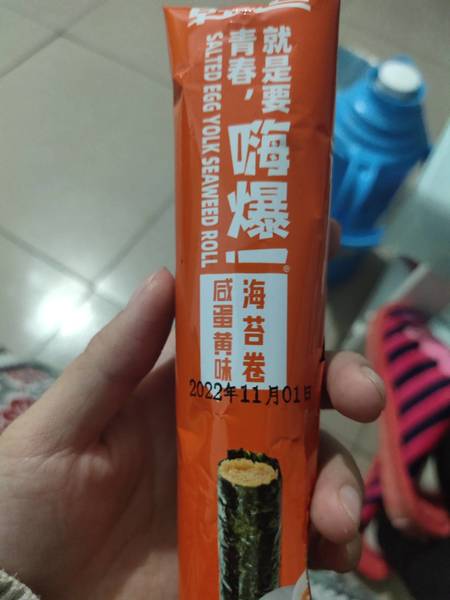 就是要
青春，
嗨爆！
®
SALTED EGG YOLK SEAWEED ROLL
海苔卷
咸蛋黄味
2022年11月01日